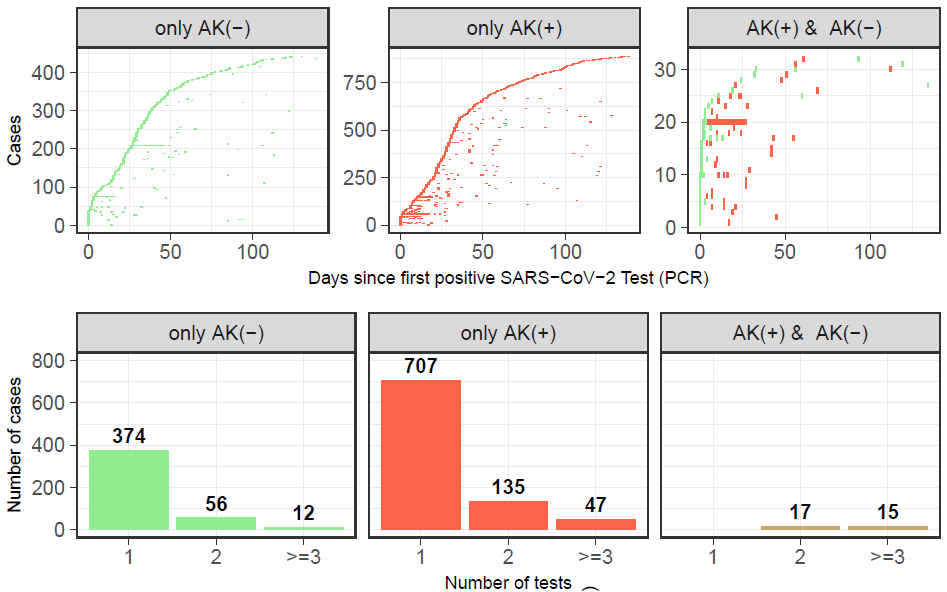 only AK(−) only AK(+) AK(+) & AK(−)
Cases
400
300
200
100
0
750
500
250
0
30
20
10
0
0 50 100 0 50 100 0 50 100
Days since first positive SARS−CoV−2 Test (PCR)
only AK(−) only AK(+) AK(+) & AK(−)
Number of cases
800
600
400
200
0
374 56 12
707 135 47
17 15
1 2 >=3 1 2 >=3 1 2 >=3
Number of tests